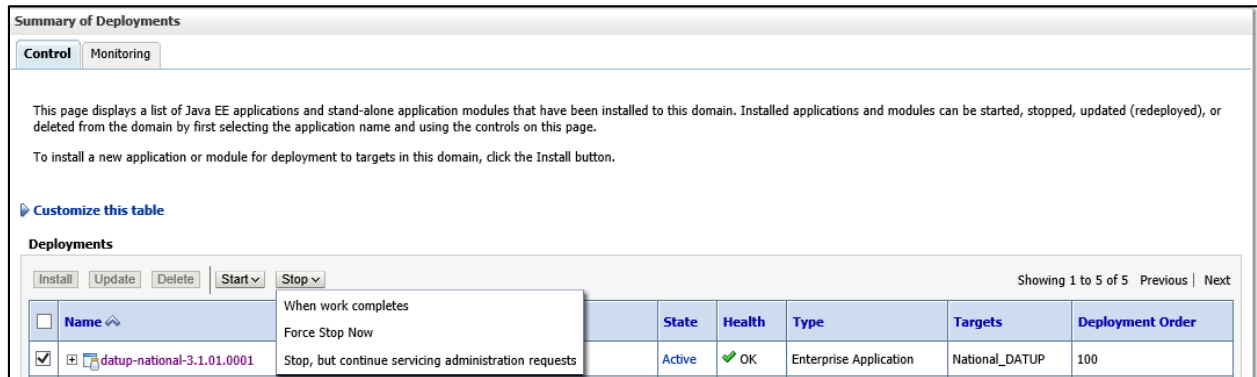 Summary of Deployments
Control Monitoring
This page displays a list of Java EE applications and stand-alone application modules that have been installed to this domain. Installed applications and modules can be started, stopped, updated (redeployed), or
deleted from the domain by first selecting the application name and using the controls on this page.
To install a new application or module for deployment to targets in this domain, click the Install button.
Customize this table
Deployments
Install Update Delete Start Stop Showing 1 to 5 of 5 Previous | Next
When work completes
Force Stop Now
Stop, but continue servicing administration requests
Name State Health Type Targets Deployment Order
datup-national-3.1.01.0001 Active OK Enterprise Application National_DATUP 100